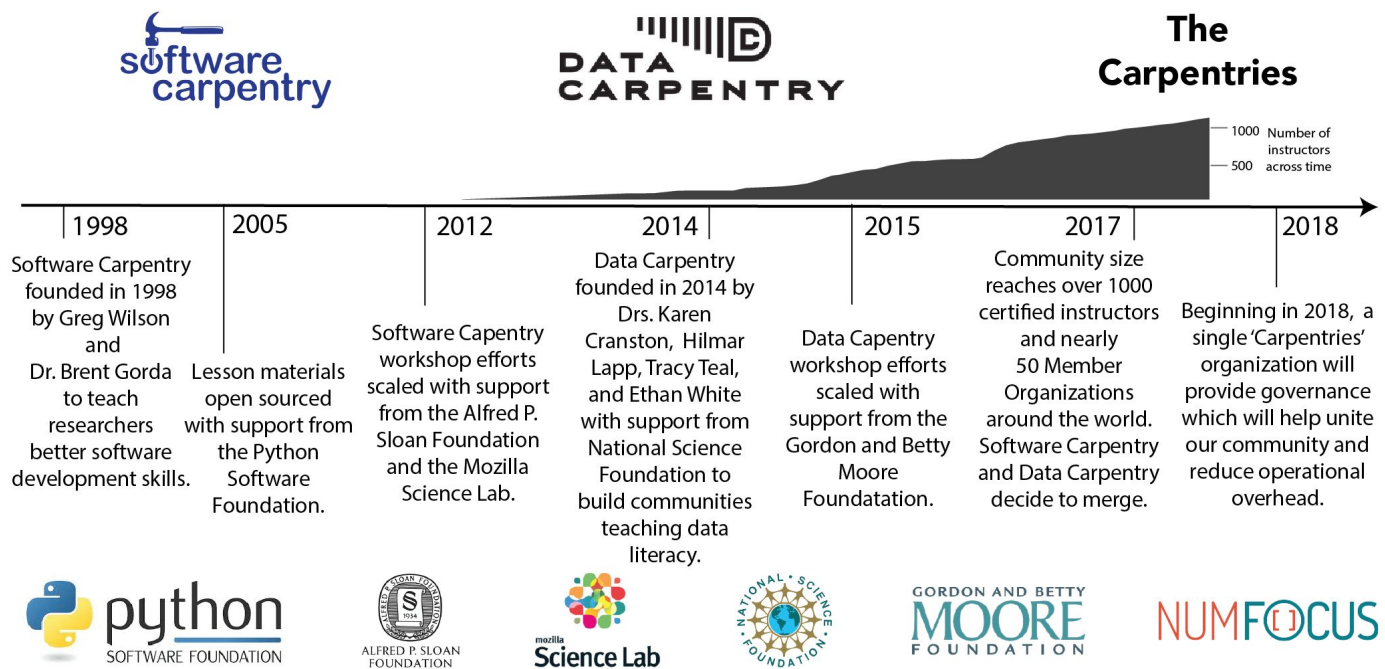 software
carpentry
DATA
CARPENTRY
The
Carpentries
1000
500
Number of
instructors
across time
1998
Software Carpentry
founded in 1998
by Greg Wilson
and
Dr. Brent Gorda
to teach
researchers
better software
development skills.
2005
Lesson materials
open sourced
with support from
the Python
Software
Foundation.
2012
Software Capentry
workshop efforts
scaled with support
from the Alfred P.
Sloan Foundation
and the Mozilla
Science Lab.
2014
Data Carpentry
founded in 2014 by
Drs. Karen
Cranston, Hilmar
Lapp, Tracy Teal,
and Ethan White
with support from
National Science
Foundation to
build communities
teaching data
literacy.
2015
Data Capentry
workshop efforts
scaled with
support from the
Gordon and Betty
Moore
Foundatation.
2017
Community size
reaches over 1000
certified instructors
and nearly
50 Member
Organizations
around the world.
Software Carpentry
and Data Carpentry
decide to merge.
2018
Beginning in 2018, a
single ‘Carpentries’
organization will
provide governance
which will help unite
our community and
reduce operational
overhead.
python
SOFTWARE FOUNDATION
ALFRED P. SLOAN FOUNDATION
S
1934
ALFRED P. SLOAN
FOUNDATION
mozilla
Science Lab
NATIONAL • SCIENCE
FOUNDATION
GORDON AND BETTY
MOORE
FOUNDATION
NUMFOCUS